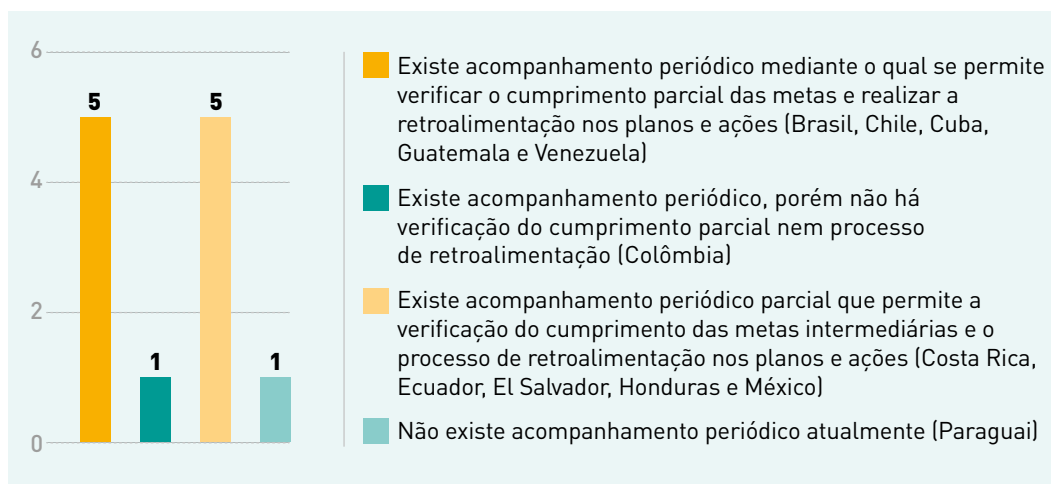 6
4
2
0
5
1
5
1
Existe acompanhamento periódico mediante o qual se permite
verificar o cumprimento parcial das metas e realizar a
retroalimentação nos planos e ações (Brasil, Chile, Cuba,
Guatemala e Venezuela)
Existe acompanhamento periódico, porém não há
verificação do cumprimento parcial nem processo
de retroalimentação (Colômbia)
Existe acompanhamento periódico parcial que permite a
verificação do cumprimento das metas intermediárias e o
processo de retroalimentação nos planos e ações (Costa Rica,
Ecuador, El Salvador, Honduras e México)
Não existe acompanhamento periódico atualmente (Paraguai)